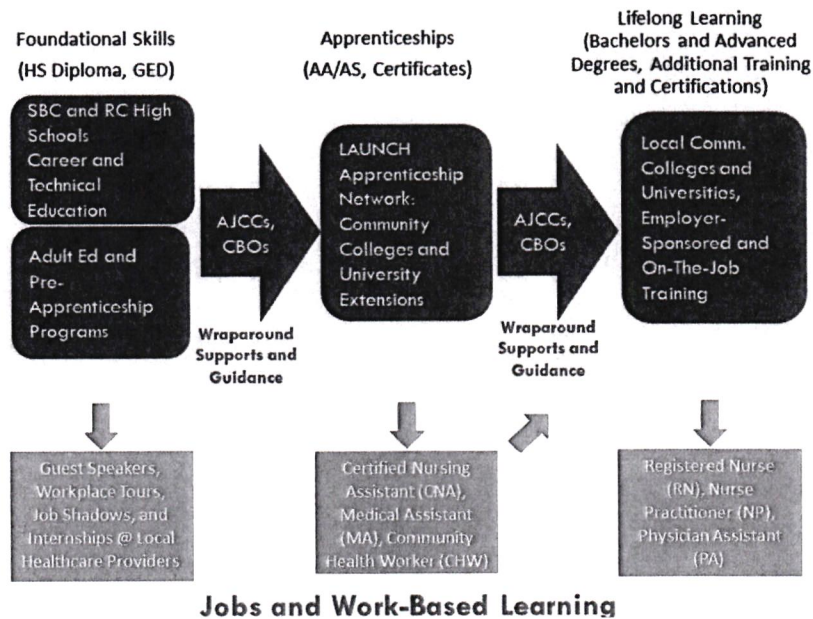 Foundational Skills
(HS Diploma, GED)
SBC and RC High
Schools
Career and
Technical
Education
Adult Ed and
Pre-
Apprenticeship
Programs
AJCCs,
CBOs
Wraparound
Supports and
Guidance
Apprenticeships
(AA/AS, Certificates)
LAUNCH
Apprenticeship
Network:
Community
Colleges and
University
Extensions
AJCCs,
CBOs
Wraparound
Supports and
Guidance
Lifelong Learning
(Bachelors and Advanced
Degrees, Additional Training
and Certifications)
Local Comm.
Colleges and
Universities,
Employer-
Sponsored and
On-The-Job
Training
Guest Speakers,
Workplace Tours,
Job Shadows, and
Internships @ Local
Healthcare Providers
Certified Nursing
Assistant (CNA),
Medical Assistant
(MA), Community
Health Worker (CHW)
Registered Nurse
(RN), Nurse
Practitioner (NP),
Physician Assistant
(PA)
Jobs and Work-Based Learning